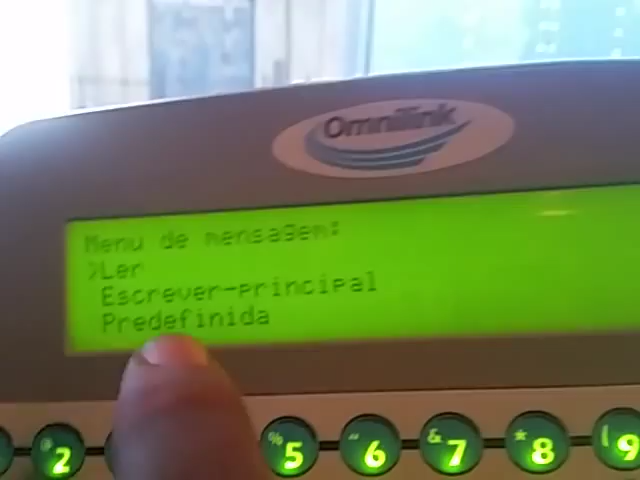 Omnilink
Menu de mensagem:
>Ler
Escrever-principal
Predefinida
@ 2 % 5 ~ 6 & 7 * 8 ( 9